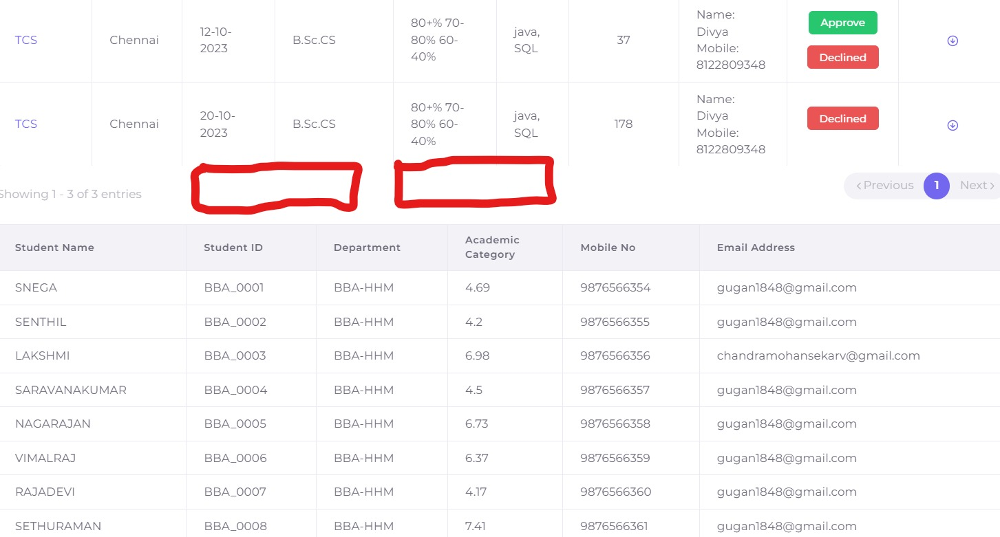 TCS Chennai 12-10-2023 B.Sc.CS 80+% 70-80% 60-40% java, SQL 37 Name: Divya Mobile: 8122809348 Approve Declined
TCS Chennai 20-10-2023 B.Sc.CS 80+% 70-80% 60-40% java, SQL 178 Name: Divya Mobile: 8122809348 Declined
Showing 1 - 3 of 3 entries ‹ Previous 1 Next ›
Student Name Student ID Department Academic Category Mobile No Email Address
SNEGA BBA_0001 BBA-HHM 4.69 9876566354 gugan1848@gmail.com
SENTHIL BBA_0002 BBA-HHM 4.2 9876566355 gugan1848@gmail.com
LAKSHMI BBA_0003 BBA-HHM 6.98 9876566356 chandramohansekarv@gmail.com
SARAVANAKUMAR BBA_0004 BBA-HHM 4.5 9876566357 gugan1848@gmail.com
NAGARAJAN BBA_0005 BBA-HHM 6.73 9876566358 gugan1848@gmail.com
VIMALRAJ BBA_0006 BBA-HHM 6.37 9876566359 gugan1848@gmail.com
RAJADEVI BBA_0007 BBA-HHM 4.17 9876566360 gugan1848@gmail.com
SETHURAMAN BBA_0008 BBA-HHM 7.41 9876566361 gugan1848@gmail.com